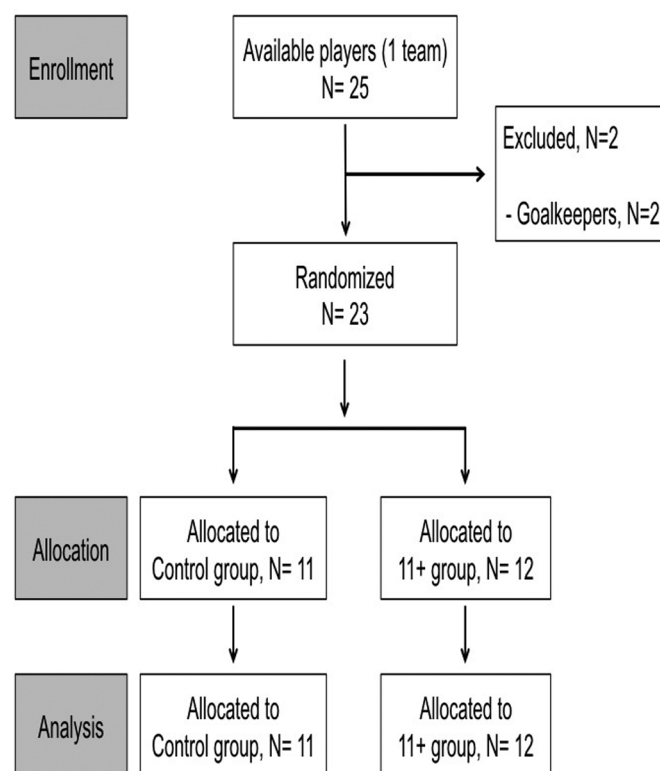 Enrollment
Available players (1 team)
N= 25
Excluded, N=2
- Goalkeepers, N=2
Randomized
N= 23
Allocation
Allocated to
Control group, N= 11
Allocated to
11+ group, N= 12
Analysis
Allocated to
Control group, N= 11
Allocated to
11+ group, N= 12